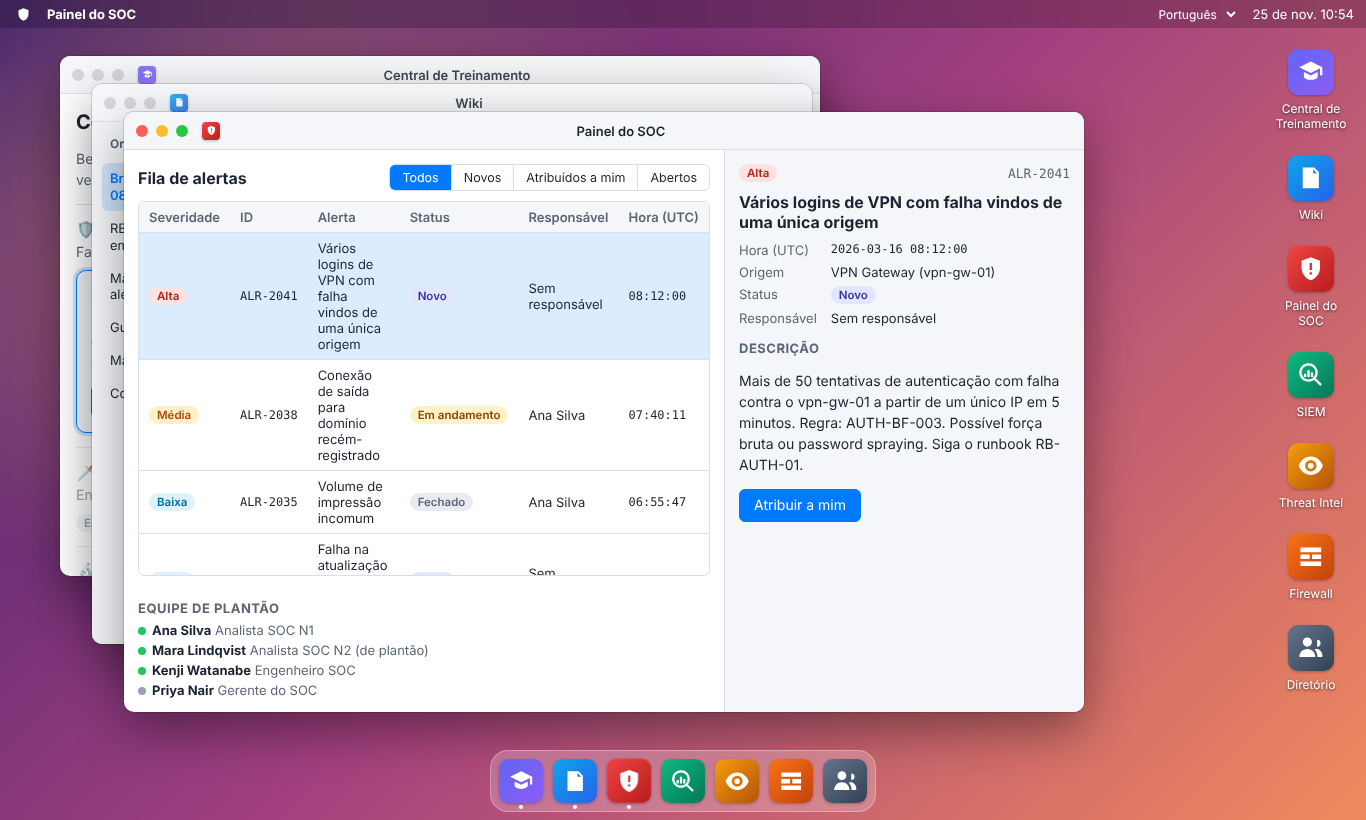 Painel do SOC
Português
25 de nov. 10:54
Central de Treinamento
Wiki
Painel do SOC
Fila de alertas
Todos
Novos
Atribuídos a mim
Abertos
Severidade
ID
Alerta
Status
Responsável
Hora (UTC)
Alta
ALR-2041
Vários
logins de
VPN com
falha
vindos de
uma única
origem
Novo
Sem
responsável
08:12:00
Média
ALR-2038
Conexão
de saída
para
domínio
recém-
registrado
Em andamento
Ana Silva
07:40:11
Baixa
ALR-2035
Volume de
impressão
incomum
Fechado
Ana Silva
06:55:47
Falha na
atualização
Sem
EQUIPE DE PLANTÃO
Ana Silva Analista SOC N1
Mara Lindqvist Analista SOC N2 (de plantão)
Kenji Watanabe Engenheiro SOC
Priya Nair Gerente do SOC
Alta
ALR-2041
Vários logins de VPN com falha vindos de
uma única origem
Hora (UTC) 2026-03-16 08:12:00
Origem VPN Gateway (vpn-gw-01)
Status Novo
Responsável Sem responsável
DESCRIÇÃO
Mais de 50 tentativas de autenticação com falha
contra o vpn-gw-01 a partir de um único IP em 5
minutos. Regra: AUTH-BF-003. Possível força
bruta ou password spraying. Siga o runbook RB-
AUTH-01.
Atribuir a mim
Central de
Treinamento
Wiki
Painel do
SOC
SIEM
Threat Intel
Firewall
Diretório